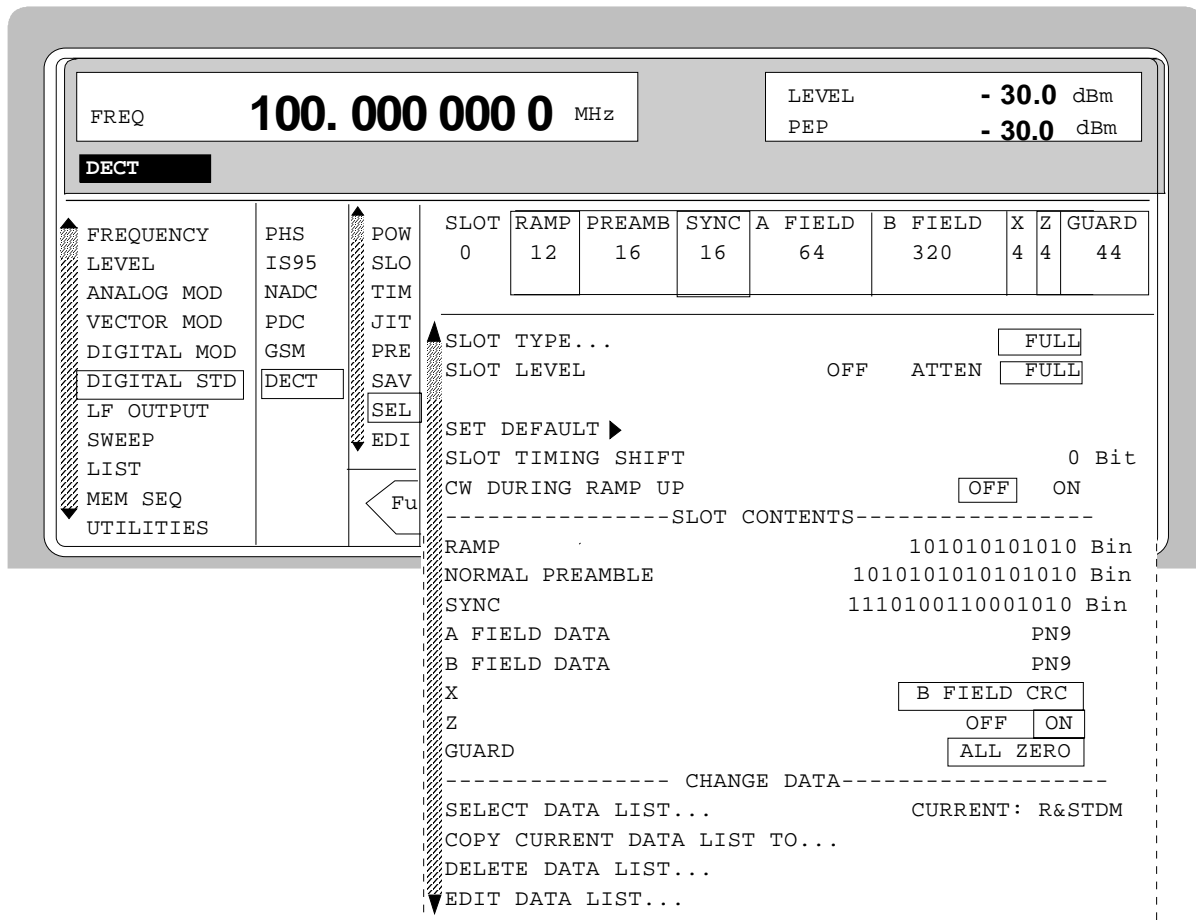 FREQ 100. 000 000 0 MHz
LEVEL - 30.0 dBm
PEP - 30.0 dBm
DECT
FREQUENCY
LEVEL
ANALOG MOD
VECTOR MOD
DIGITAL MOD
DIGITAL STD
LF OUTPUT
SWEEP
LIST
MEM SEQ
UTILITIES
PHS
IS95
NADC
PDC
GSM
DECT
POW
SLO
TIM
JIT
PRE
SAV
SEL
EDI
Fu
SLOT RAMP PREAMB SYNC A FIELD B FIELD X Z GUARD
0 12 16 16 64 320 4 4 44
SLOT TYPE... FULL
SLOT LEVEL OFF ATTEN FULL
SET DEFAULT
SLOT TIMING SHIFT 0 Bit
CW DURING RAMP UP OFF ON
-----------------SLOT CONTENTS------------------
RAMP 101010101010 Bin
NORMAL PREAMBLE 1010101010101010 Bin
SYNC 1110100110001010 Bin
A FIELD DATA PN9
B FIELD DATA PN9
X B FIELD CRC
Z OFF ON
GUARD ALL ZERO
----------------- CHANGE DATA--------------------
SELECT DATA LIST... CURRENT: R&STDM
COPY CURRENT DATA LIST TO...
DELETE DATA LIST...
EDIT DATA LIST...